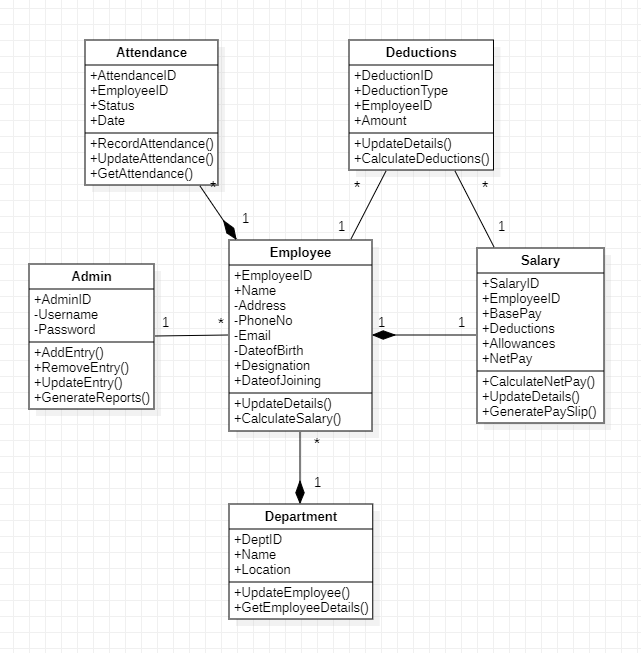 Attendance
+AttendanceID
+EmployeeID
+Status
+Date
+RecordAttendance()
+UpdateAttendance()
+GetAttendance()
*
1
Deductions
+DeductionID
+DeductionType
+EmployeeID
+Amount
+UpdateDetails()
+CalculateDeductions()
*
1
*
1
Admin
+AdminID
-Username
-Password
+AddEntry()
+RemoveEntry()
+UpdateEntry()
+GenerateReports()
1
*
Employee
+EmployeeID
+Name
-Address
-PhoneNo
-Email
-DateofBirth
+Designation
+DateofJoining
+UpdateDetails()
+CalculateSalary()
1
1
Salary
+SalaryID
+EmployeeID
+BasePay
+Deductions
+Allowances
+NetPay
+CalculateNetPay()
+UpdateDetails()
+GeneratePaySlip()
*
1
Department
+DeptID
+Name
+Location
+UpdateEmployee()
+GetEmployeeDetails()